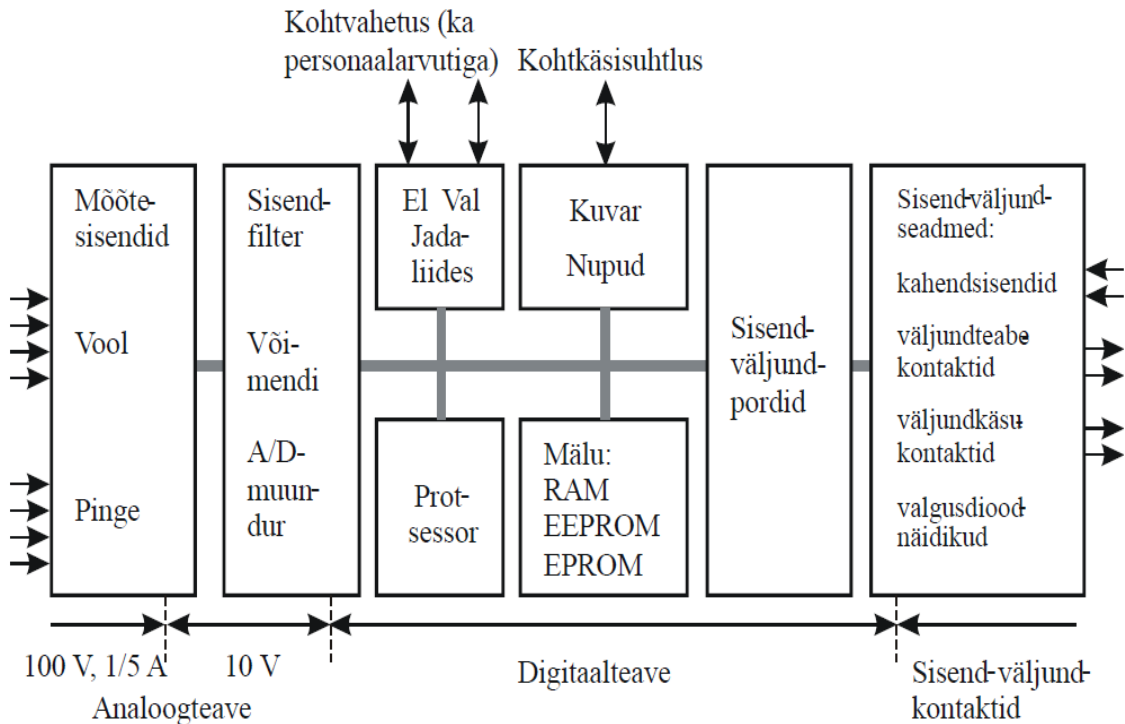 Kohtvahetus (ka
personaalarvutiga)
Kohtkäsisuhtlus
Mõõte-
sisendid
Vool
Pinge
Sisend-
filter
Või-
mendi
A/D-
muun-
dur
El Val
Jada-
liides
Kuvar
Nupud
Prot-
sessor
Mälu:
RAM
EEPROM
EPROM
Sisend-
väljund-
pordid
Sisend-väljund-
seadmed:
kahendsisendid
väljundteabe-
kontaktid
väljundkäsu-
kontaktid
valgusdiood-
näidikud
100 V, 1/5 A
10 V
Analoogteave
Digitaalteave
Sisend-väljund-
kontaktid